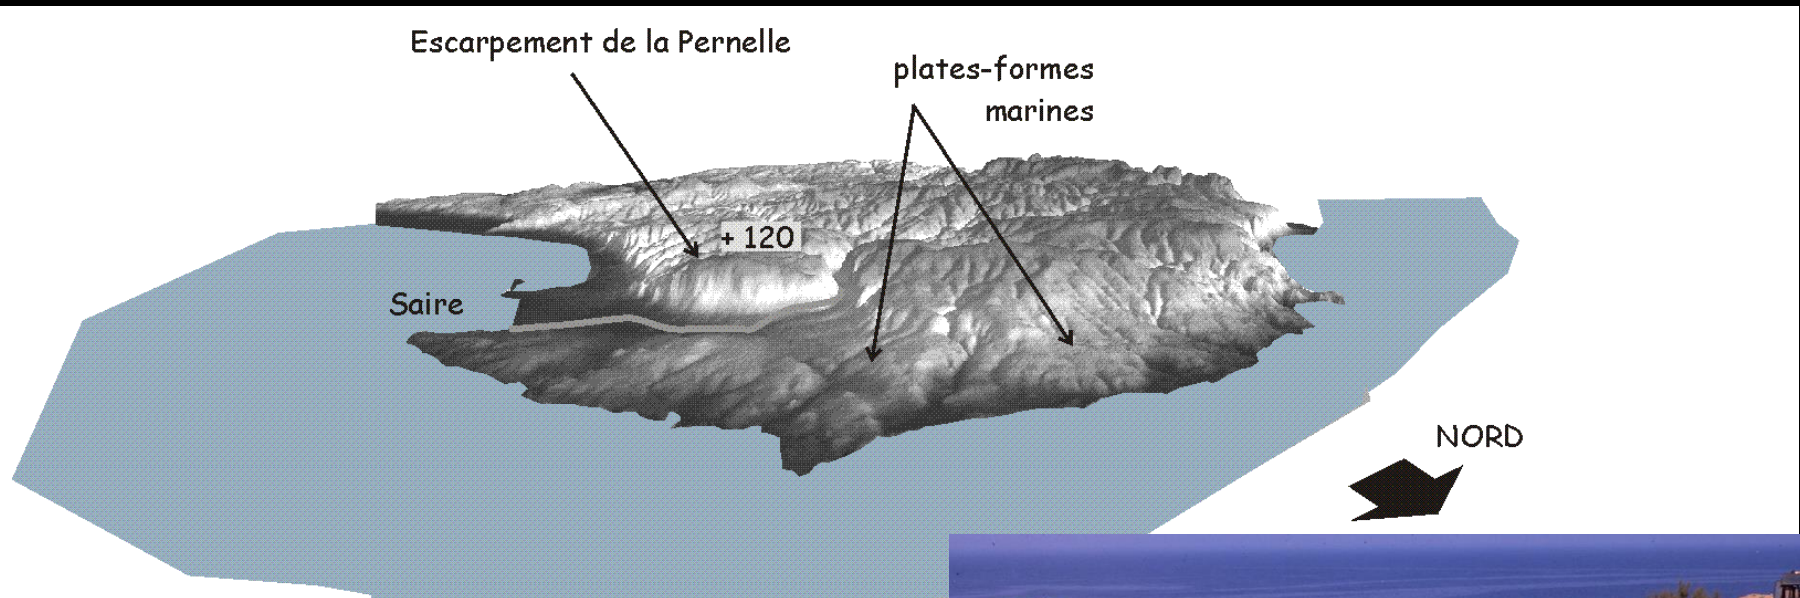 Escarpement de la Pernelle
plates-formes
marines
+ 120
Saire
NORD